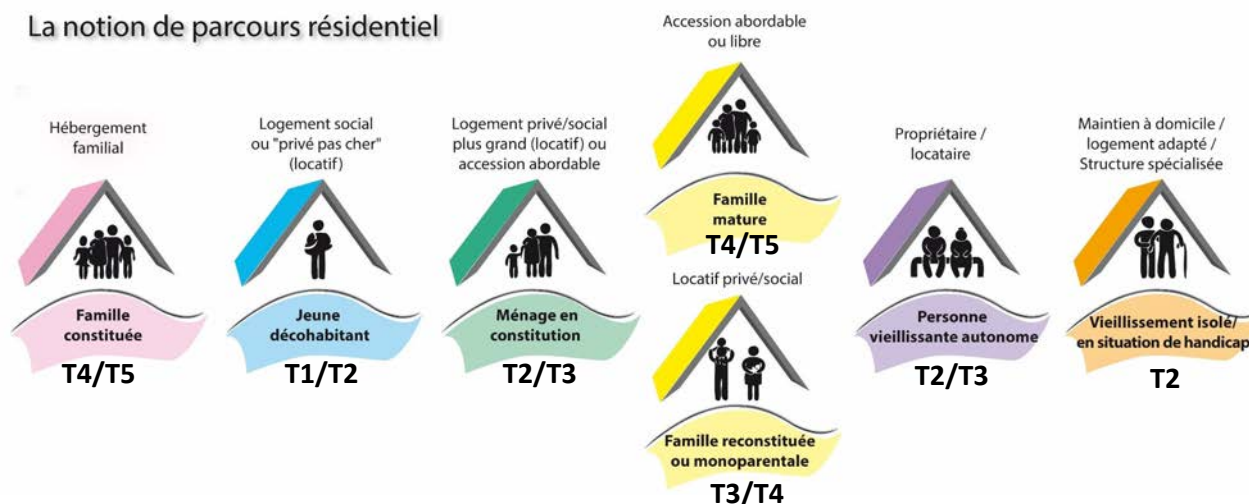 La notion de parcours résidentiel
Hébergement
familial
Famille
constituée
T4/T5
Logement social
ou "privé pas cher"
(locatif)
Jeune
décohabitant
T1/T2
Logement privé/social
plus grand (locatif) ou
accession abordable
Ménage en
constitution
T2/T3
Accession abordable
ou libre
Famille
mature
T4/T5
Locatif privé/social
Famille reconstituée
ou monoparentale
T3/T4
Propriétaire /
locataire
Personne
vieillissante autonome
T2/T3
Maintien à domicile /
logement adapté /
Structure spécialisée
Vieillissement isolé/
en situation de handicap
T2